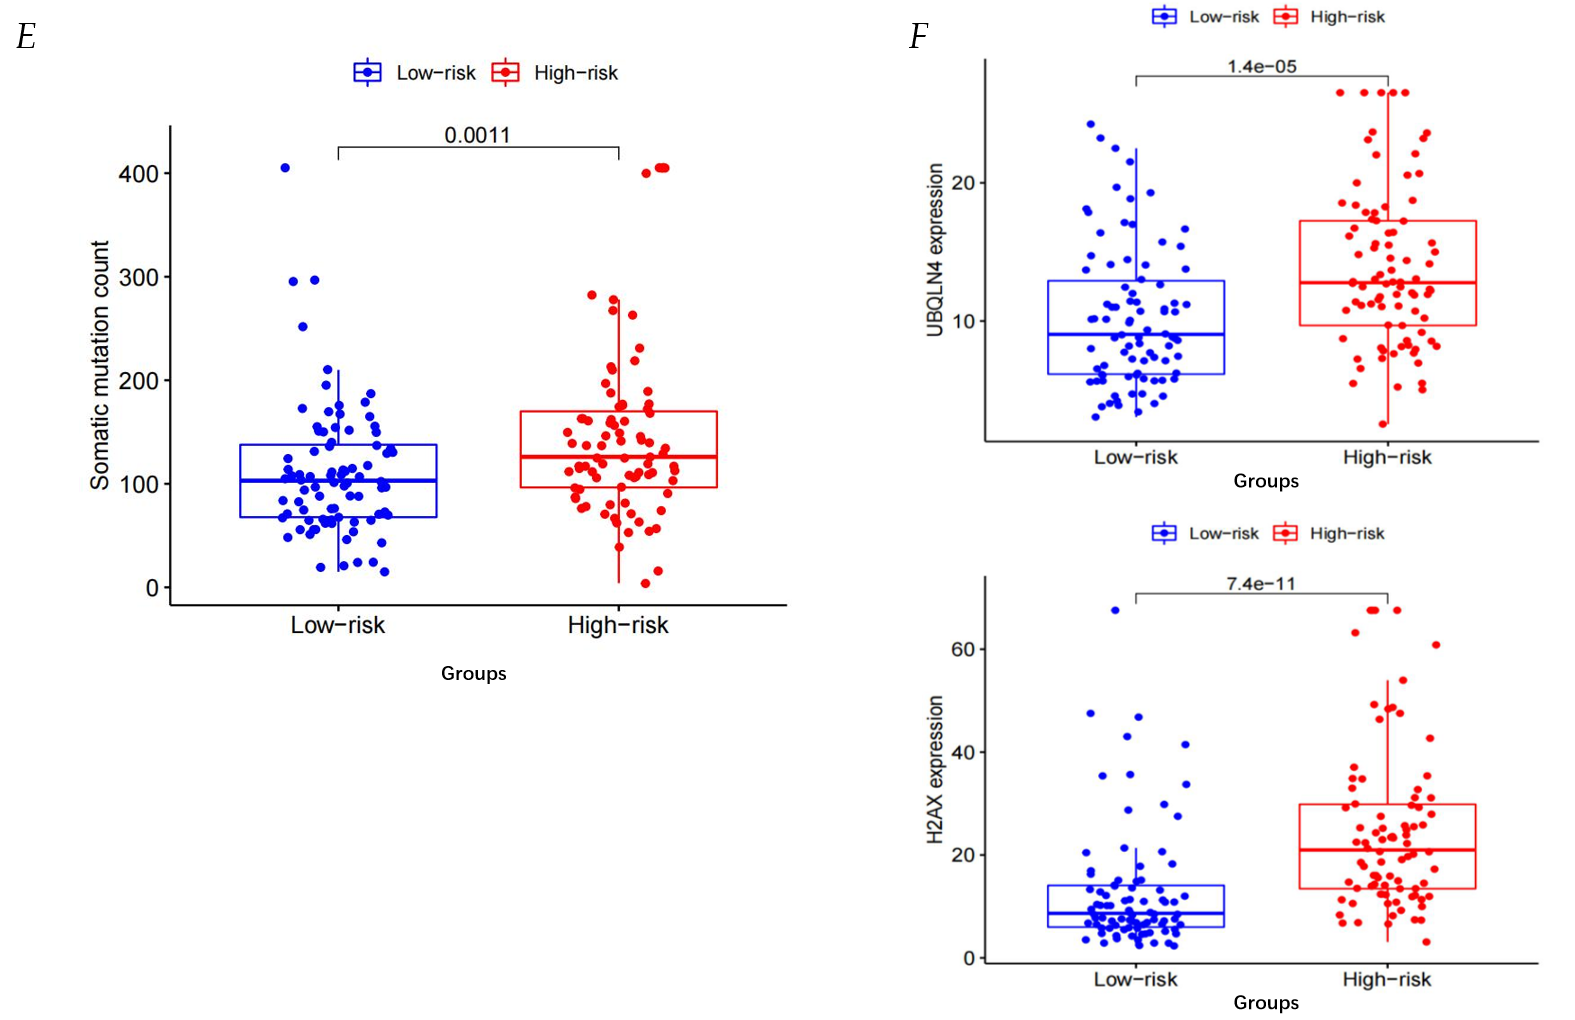 E
Low−risk High−risk
0.0011
400
300
200
100
0
Somatic mutation count
Low−risk High−risk
Groups
F
Low−risk High−risk
1.4e−05
20
10
UBQLN4 expression
Low−risk High−risk
Groups
Low−risk High−risk
7.4e−11
60
40
20
0
H2AX expression
Low−risk High−risk
Groups